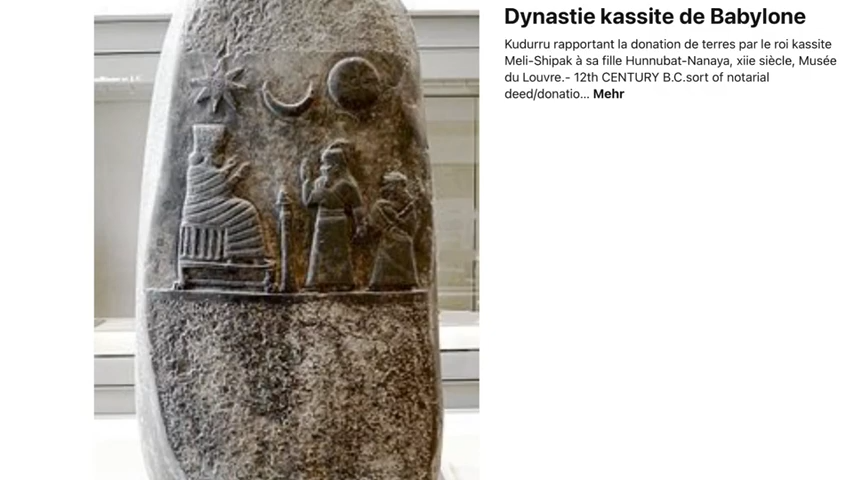 Dynastie kassite de Babylone
Kudurru rapportant la donation de terres par le roi kassite
Meli-Shipak à sa fille Hunnubat-Nanaya, xiie siècle, Musée
du Louvre.- 12th CENTURY B.C.sort of notarial
deed/donatio... Mehr